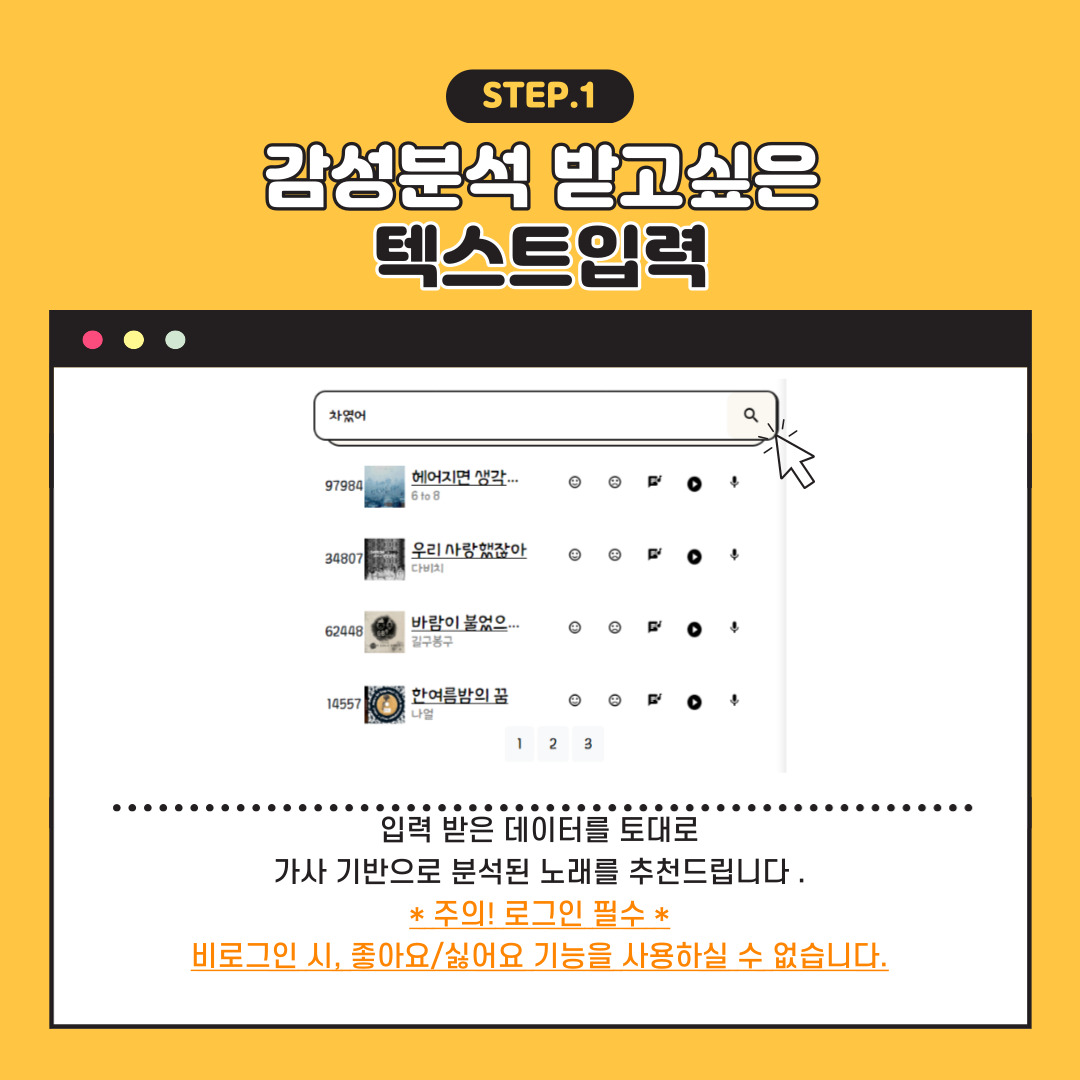 STEP.1
감성분석 받고싶은
텍스트입력
차였어
97984 헤어지면 생각...
6 to 8
34807 우리 사랑했잖아
다비치
62448 바람이 불었으...
길구봉구
14557 한여름밤의 꿈
나얼
1 2 3
입력 받은 데이터를 토대로
가사 기반으로 분석된 노래를 추천드립니다 .
* 주의! 로그인 필수 *
비로그인 시, 좋아요/싫어요 기능을 사용하실 수 없습니다.